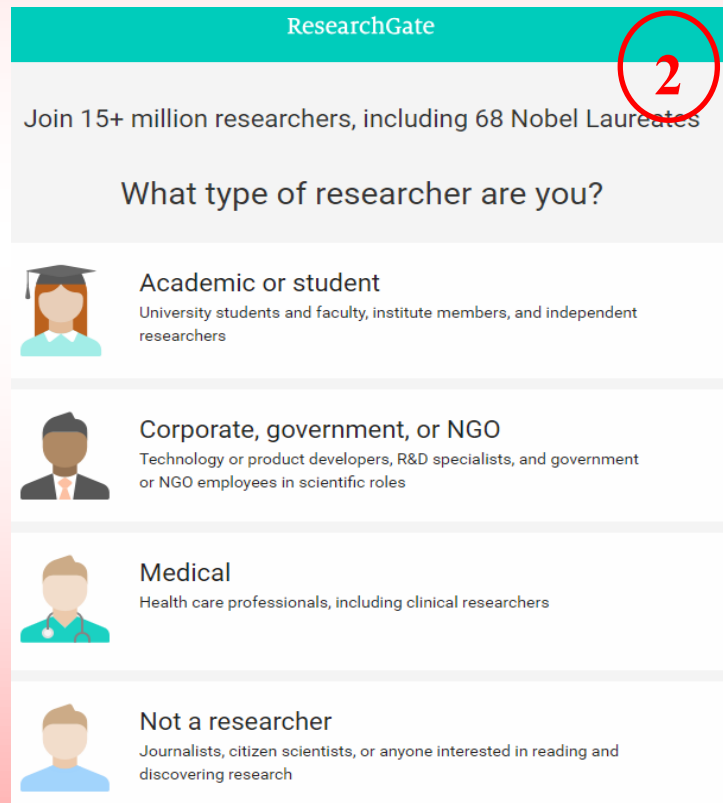 ResearchGate
2
Join 15+ million researchers, including 68 Nobel Laureates
What type of researcher are you?
Academic or student
University students and faculty, institute members, and independent
researchers
Corporate, government, or NGO
Technology or product developers, R&D specialists, and government
or NGO employees in scientific roles
Medical
Health care professionals, including clinical researchers
Not a researcher
Journalists, citizen scientists, or anyone interested in reading and
discovering research